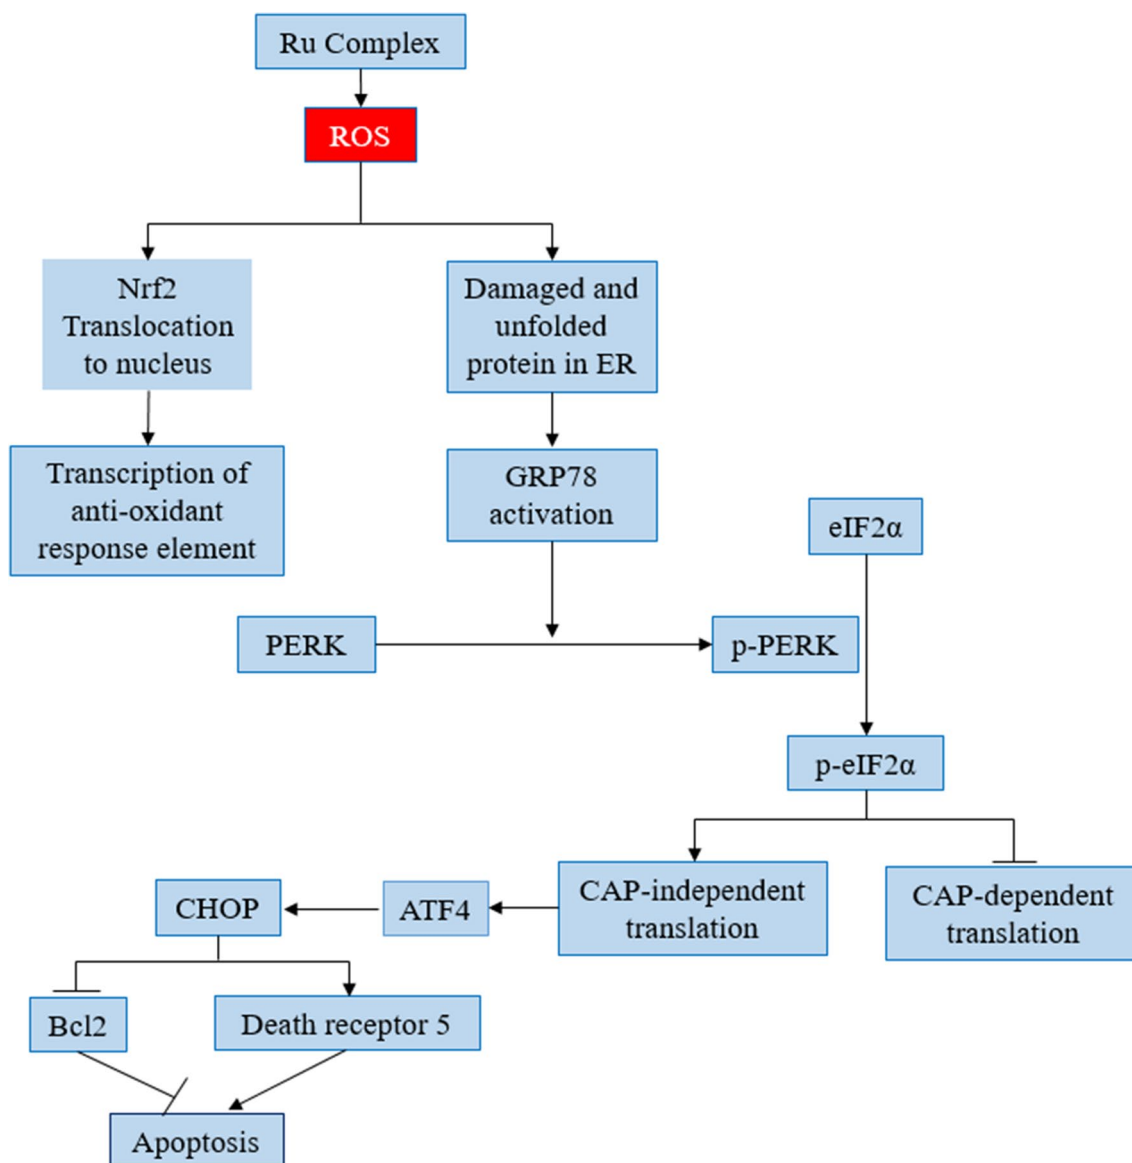 Ru Complex
ROS
Nrf2
Translocation
to nucleus
Damaged and
unfolded
protein in ER
Transcription of
anti-oxidant
response element
GRP78
activation
eIF2α
PERK
p-PERK
p-eIF2α
CHOP
ATF4
CAP-independent
translation
CAP-dependent
translation
Bcl2
Death receptor 5
Apoptosis